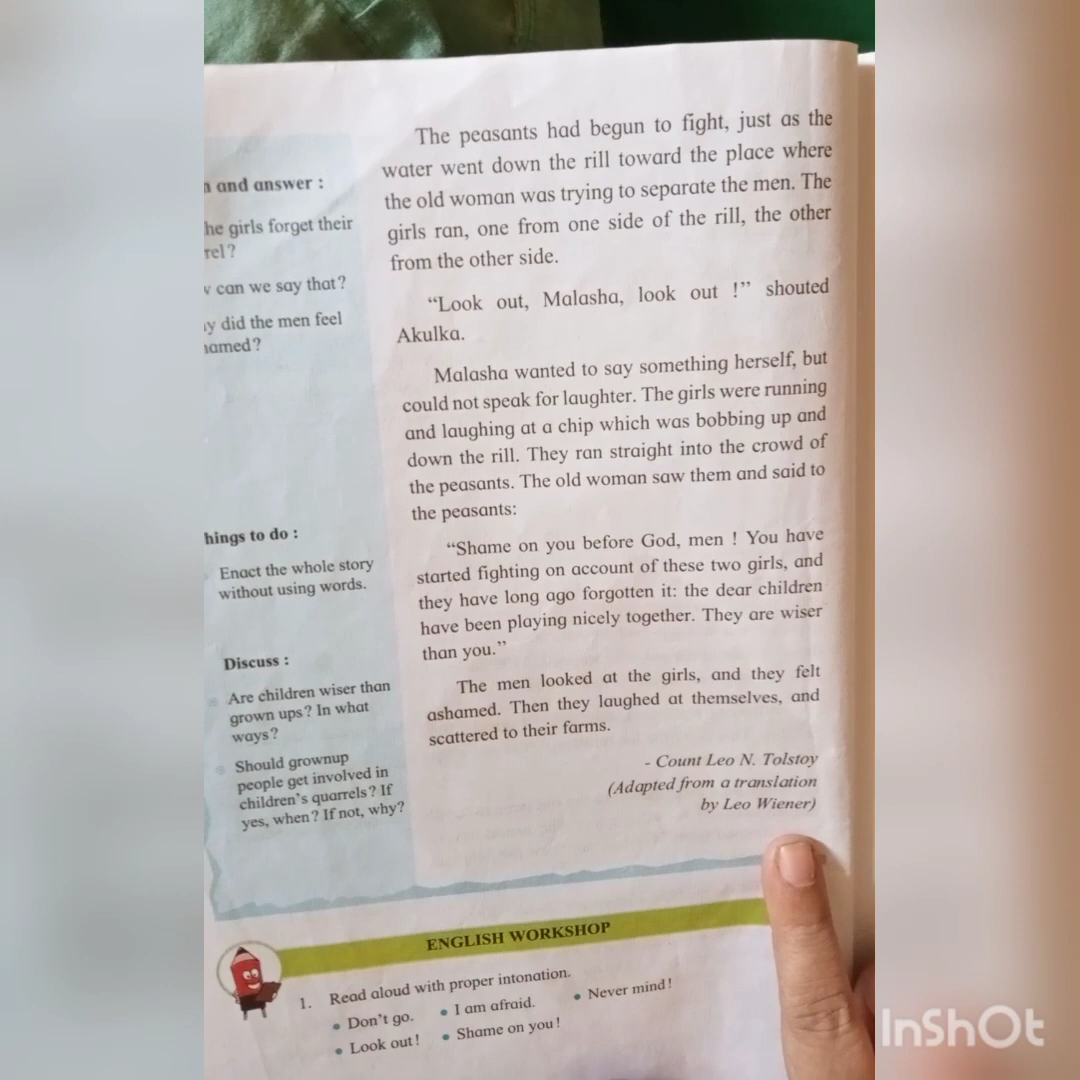 n and answer :
he girls forget their
rel?
v can we say that?
y did the men feel
named?
hings to do :
Enact the whole story
without using words.
Discuss :
Are children wiser than
grown ups? In what
ways?
Should grownup
people get involved in
children's quarrels? If
yes, when? If not, why?
The peasants had begun to fight, just as the
water went down the rill toward the place where
the old woman was trying to separate the men. The
girls ran, one from one side of the rill, the other
from the other side.
“Look out, Malasha, look out !” shouted
Akulka.
Malasha wanted to say something herself, but
could not speak for laughter. The girls were running
and laughing at a chip which was bobbing up and
down the rill. They ran straight into the crowd of
the peasants. The old woman saw them and said to
the peasants:
“Shame on you before God, men ! You have
started fighting on account of these two girls, and
they have long ago forgotten it: the dear children
have been playing nicely together. They are wiser
than you.”
The men looked at the girls, and they felt
ashamed. Then they laughed at themselves, and
scattered to their farms.
- Count Leo N. Tolstoy
(Adapted from a translation
by Leo Wiener)
ENGLISH WORKSHOP
1. Read aloud with proper intonation.
• Don't go. • I am afraid. • Never mind!
• Look out! • Shame on you!
InShOt